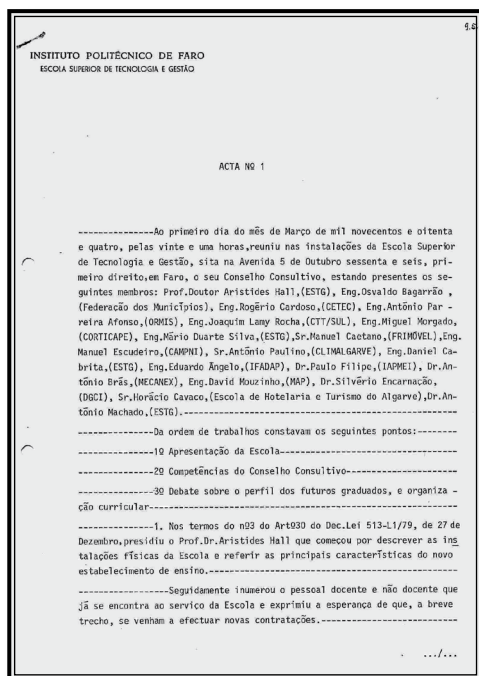 INSTITUTO POLITÉCNICO DE FARO
ESCOLA SUPERIOR DE TECNOLOGIA E GESTÃO
ACTA Nº 1
---------------Ao primeiro dia do mês de Março de mil novecentos e oitenta
e quatro, pelas vinte e uma horas,reuniu nas instalações da Escola Superior
de Tecnologia e Gestão, sita na Avenida 5 de Outubro sessenta e seis, pri-
meiro direito,em Faro, o seu Conselho Consultivo, estando presentes os se-
guintes membros: Prof.Doutor Aristides Hall,(ESTG), Eng.Osvaldo Bagarrão ,
(Federação dos Municípios), Eng.Rogério Cardoso,(CETEC), Eng.António Par -
reira Afonso,(ORMIS), Eng.Joaquim Lamy Rocha,(CTT/SUL), Eng.Miguel Morgado,
(CORTICAPE), Eng.Mário Duarte Silva,(ESTG),Sr.Manuel Caetano,(FRIMÓVEL),Eng.
Manuel Escudeiro,(CAMPNI), Sr.António Paulino,(CLIMALGARVE), Eng.Daniel Ca-
brita,(ESTG), Eng.Eduardo Ângelo,(IFADAP), Dr.Paulo Filipe,(IAPMEI), Dr.An-
tónio Brás,(MECANEX), Eng.David Mouzinho,(MAP), Dr.Silvério Encarnação,
(DGCI), Sr.Horácio Cavaco,(Escola de Hotelaria e Turismo do Algarve),Dr.An-
tónio Machado,(ESTG).-------------------------------------------------------
---------------Da ordem de trabalhos constavam os seguintes pontos:--------
---------------1º Apresentação da Escola------------------------------------
---------------2º Competências do Conselho Consultivo----------------------
---------------3º Debate sobre o perfil dos futuros graduados, e organiza -
ção curricular--------------------------------------------------------------
---------------1. Nos termos do nº3 do Artº30 do Dec.Lei 513-L1/79, de 27 de
Dezembro,presidiu o Prof.Dr.Aristides Hall que começou por descrever as ins
talações físicas da Escola e referir as principais características do novo
estabelecimento de ensino.--------------------------------------------------
------------------Seguidamente inumerou o pessoal docente e não docente que
já se encontra ao serviço da Escola e exprimiu a esperança de que, a breve
trecho, se venham a efectuar novas contratações.----------------------------
.../...